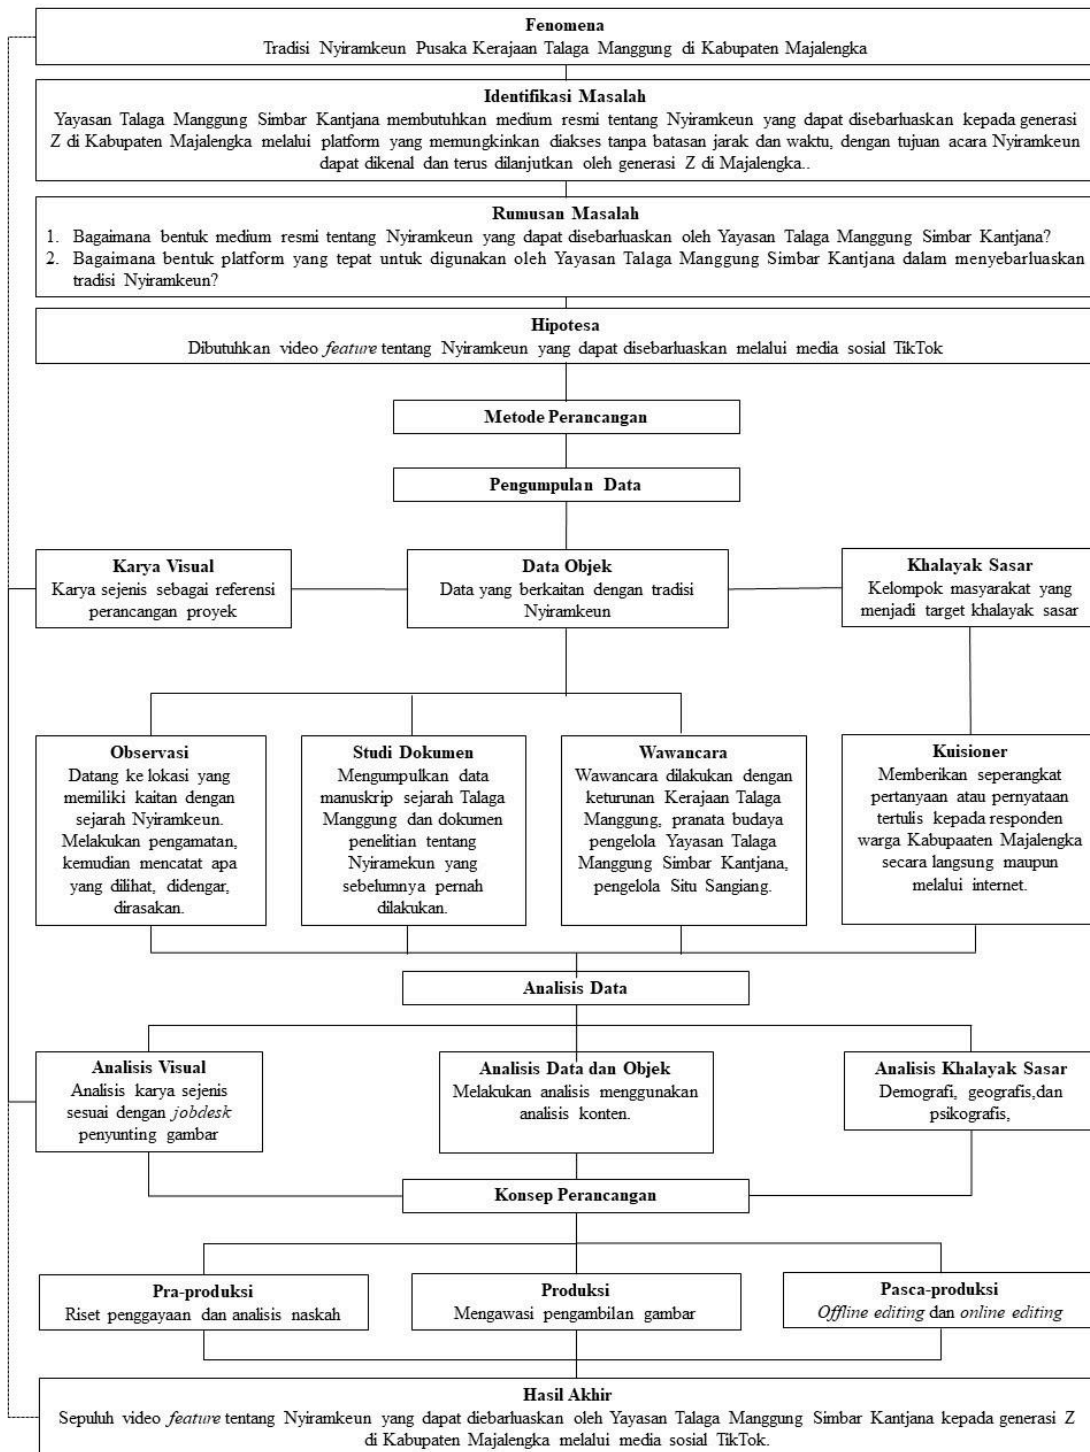 Fenomena
Tradisi Nyiramkeun Pusaka Kerajaan Talaga Manggung di Kabupaten Majalengka
Identifikasi Masalah
Yayasan Talaga Manggung Simbar Kantjana membutuhkan medium resmi tentang Nyiramkeun yang dapat disebarluaskan kepada generasi
Z di Kabupaten Majalengka melalui platform yang memungkinkan diakses tanpa batasan jarak dan waktu, dengan tujuan acara Nyiramkeun
dapat dikenal dan terus dilanjutkan oleh generasi Z di Majalengka..
Rumusan Masalah
1. Bagaimana bentuk medium resmi tentang Nyiramkeun yang dapat disebarluaskan oleh Yayasan Talaga Manggung Simbar Kantjana?
2. Bagaimana bentuk platform yang tepat untuk digunakan oleh Yayasan Talaga Manggung Simbar Kantjana dalam menyebarluaskan
tradisi Nyiramkeun?
Hipotesa
Dibutuhkan video feature tentang Nyiramkeun yang dapat disebarluaskan melalui media sosial TikTok
Metode Perancangan
Pengumpulan Data
Karya Visual
Karya sejenis sebagai referensi
perancangan proyek
Data Objek
Data yang berkaitan dengan tradisi
Nyiramkeun
Khalayak Sasar
Kelompok masyarakat yang
menjadi target khalayak sasar
Observasi
Datang ke lokasi yang
memiliki kaitan dengan
sejarah Nyiramkeun.
Melakukan pengamatan,
kemudian mencatat apa
yang dilihat, didengar,
dirasakan.
Studi Dokumen
Mengumpulkan data
manuskrip sejarah Talaga
Manggung dan dokumen
penelitian tentang
Nyiramekun yang
sebelumnya pernah
dilakukan.
Wawancara
Wawancara dilakukan dengan
keturunan Kerajaan Talaga
Manggung, pranata budaya
pengelola Yayasan Talaga
Manggung Simbar Kantjana,
pengelola Situ Sangiang.
Kuisioner
Memberikan seperangkat
pertanyaan atau pernyataan
tertulis kepada responden
warga Kabupaaten Majalengka
secara langsung maupun
melalui internet.
Analisis Data
Analisis Visual
Analisis karya sejenis
sesuai dengan jobdesk
penyunting gambar
Analisis Data dan Objek
Melakukan analisis menggunakan
analisis konten.
Analisis Khalayak Sasar
Demografi, geografis,dan
psikografis,
Konsep Perancangan
Pra-produksi
Riset penggayaan dan analisis naskah
Produksi
Mengawasi pengambilan gambar
Pasca-produksi
Offline editing dan online editing
Hasil Akhir
Sepuluh video feature tentang Nyiramkeun yang dapat diebarluaskan oleh Yayasan Talaga Manggung Simbar Kantjana kepada generasi Z
di Kabupaten Majalengka melalui media sosial TikTok.